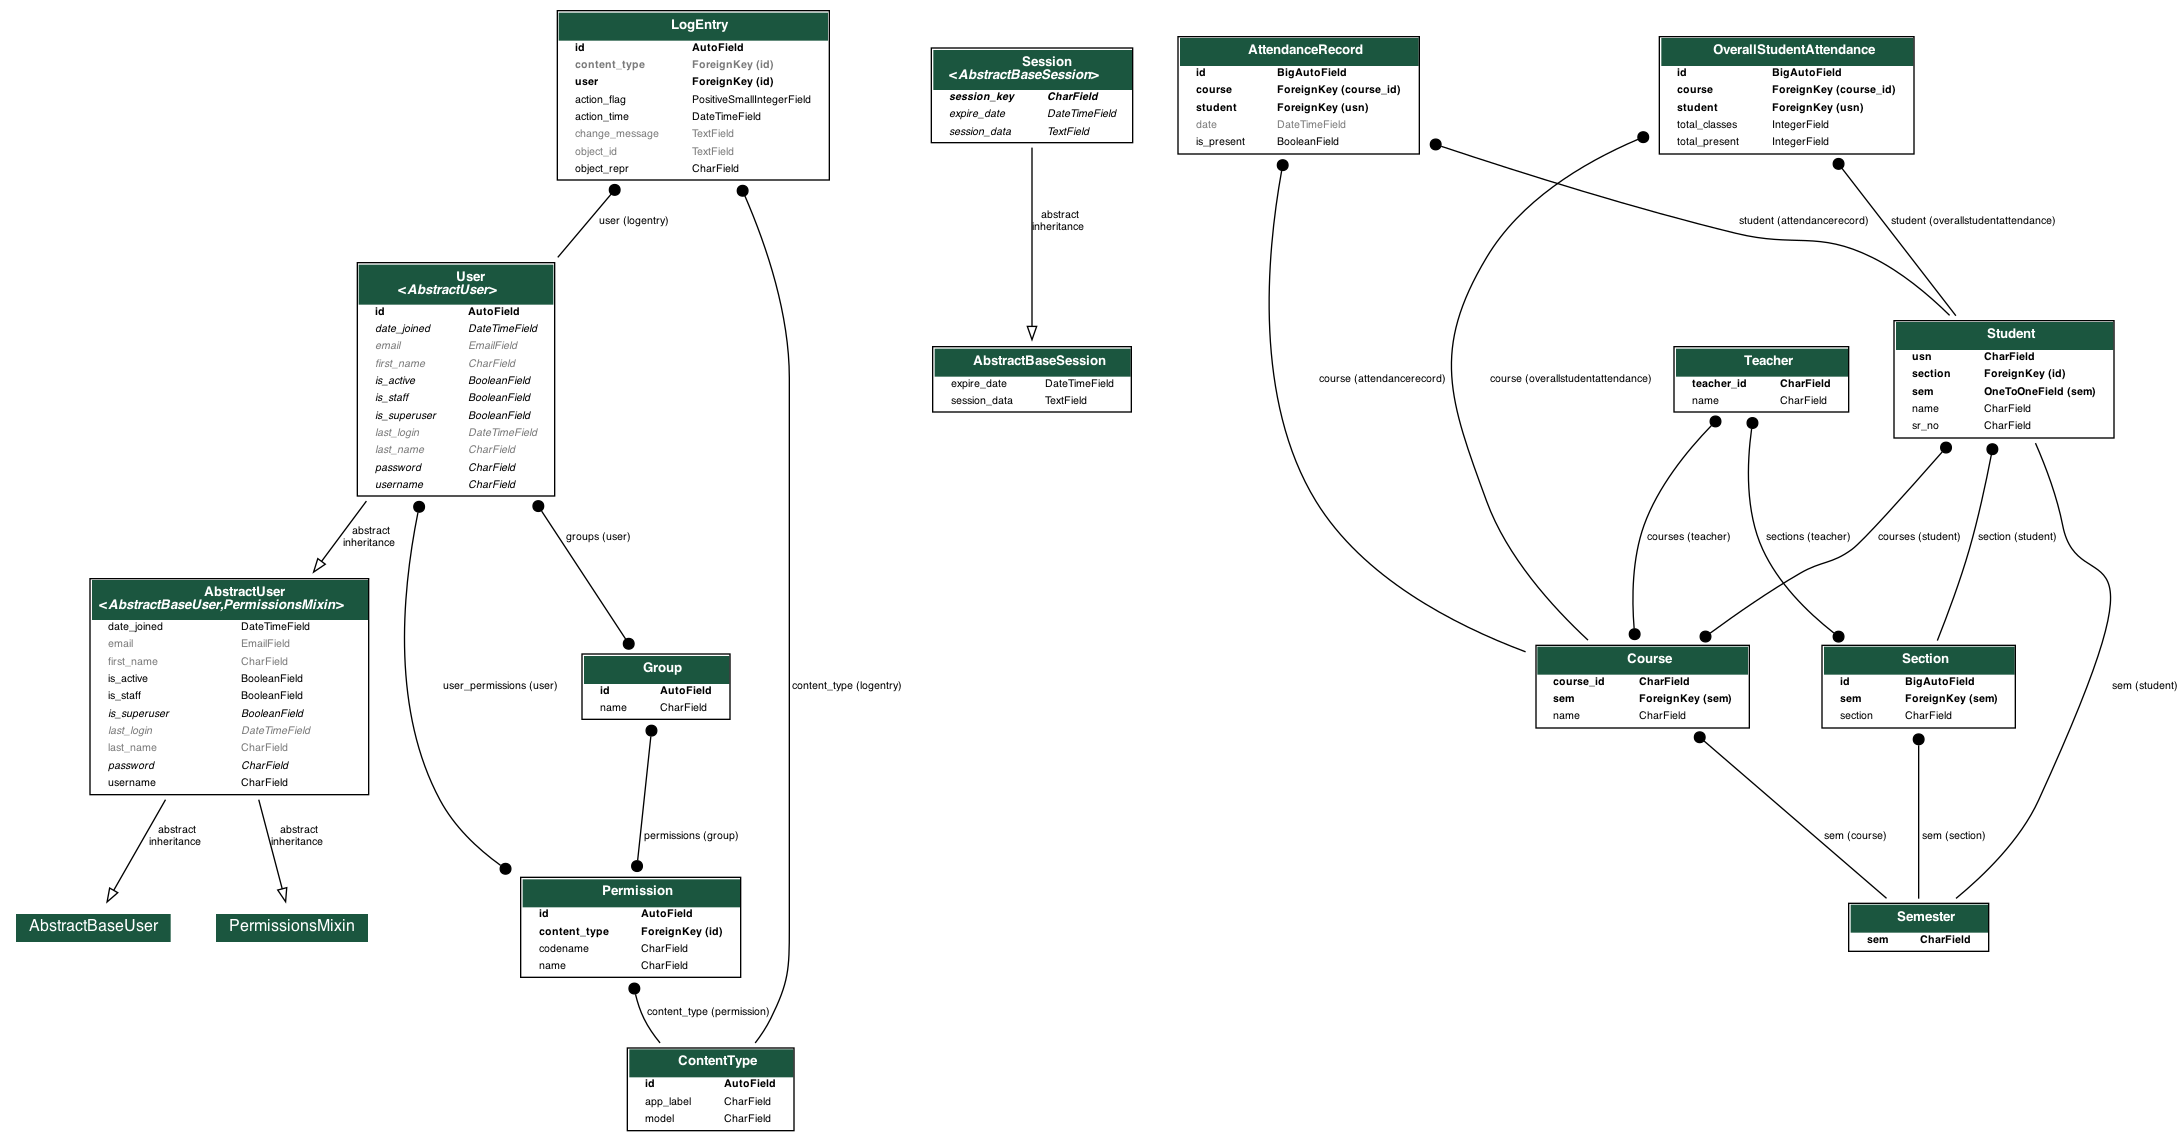 LogEntry
id AutoField
content_type ForeignKey (id)
user ForeignKey (id)
action_flag PositiveSmallIntegerField
action_time DateTimeField
change_message TextField
object_id TextField
object_repr CharField
user (logentry)
User
<AbstractUser>
id AutoField
date_joined DateTimeField
email EmailField
first_name CharField
is_active BooleanField
is_staff BooleanField
is_superuser BooleanField
last_login DateTimeField
last_name CharField
password CharField
username CharField
abstract
inheritance
groups (user)
AbstractUser
<AbstractBaseUser,PermissionsMixin>
date_joined DateTimeField
email EmailField
first_name CharField
is_active BooleanField
is_staff BooleanField
is_superuser BooleanField
last_login DateTimeField
last_name CharField
password CharField
username CharField
user_permissions (user)
Group
id AutoField
name CharField
content_type (logentry)
abstract
inheritance
abstract
inheritance
permissions (group)
AbstractBaseUser
PermissionsMixin
Permission
id AutoField
content_type ForeignKey (id)
codename CharField
name CharField
content_type (permission)
ContentType
id AutoField
app_label CharField
model CharField
Session
<AbstractBaseSession>
session_key CharField
expire_date DateTimeField
session_data TextField
abstract
inheritance
AbstractBaseSession
expire_date DateTimeField
session_data TextField
AttendanceRecord
id BigAutoField
course ForeignKey (course_id)
student ForeignKey (usn)
date DateTimeField
is_present BooleanField
OverallStudentAttendance
id BigAutoField
course ForeignKey (course_id)
student ForeignKey (usn)
total_classes IntegerField
total_present IntegerField
student (attendancerecord)
student (overallstudentattendance)
course (attendancerecord)
course (overallstudentattendance)
Teacher
teacher_id CharField
name CharField
Student
usn CharField
section ForeignKey (id)
sem OneToOneField (sem)
name CharField
sr_no CharField
courses (teacher)
sections (teacher)
courses (student)
section (student)
Course
course_id CharField
sem ForeignKey (sem)
name CharField
Section
id BigAutoField
sem ForeignKey (sem)
section CharField
sem (student)
sem (course)
sem (section)
Semester
sem CharField